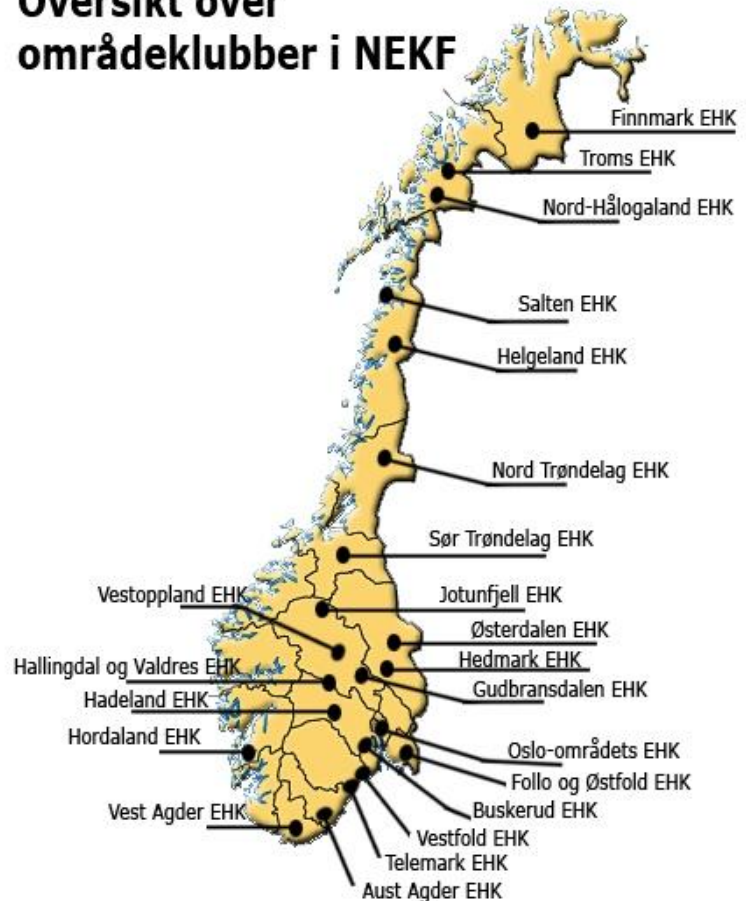 Oversikt over
områdeklubber i NEKF
Finnmark EHK
Troms EHK
Nord-Hålogaland EHK
Salten EHK
Helgeland EHK
Nord Trøndelag EHK
Sør Trøndelag EHK
Vestoppland EHK
Jotunfjell EHK
Østerdalen EHK
Hallingdal og Valdres EHK
Hedmark EHK
Gudbransdalen EHK
Hadeland EHK
Hordaland EHK
Oslo-områdets EHK
Follo og Østfold EHK
Vest Agder EHK
Buskerud EHK
Vestfold EHK
Telemark EHK
Aust Agder EHK